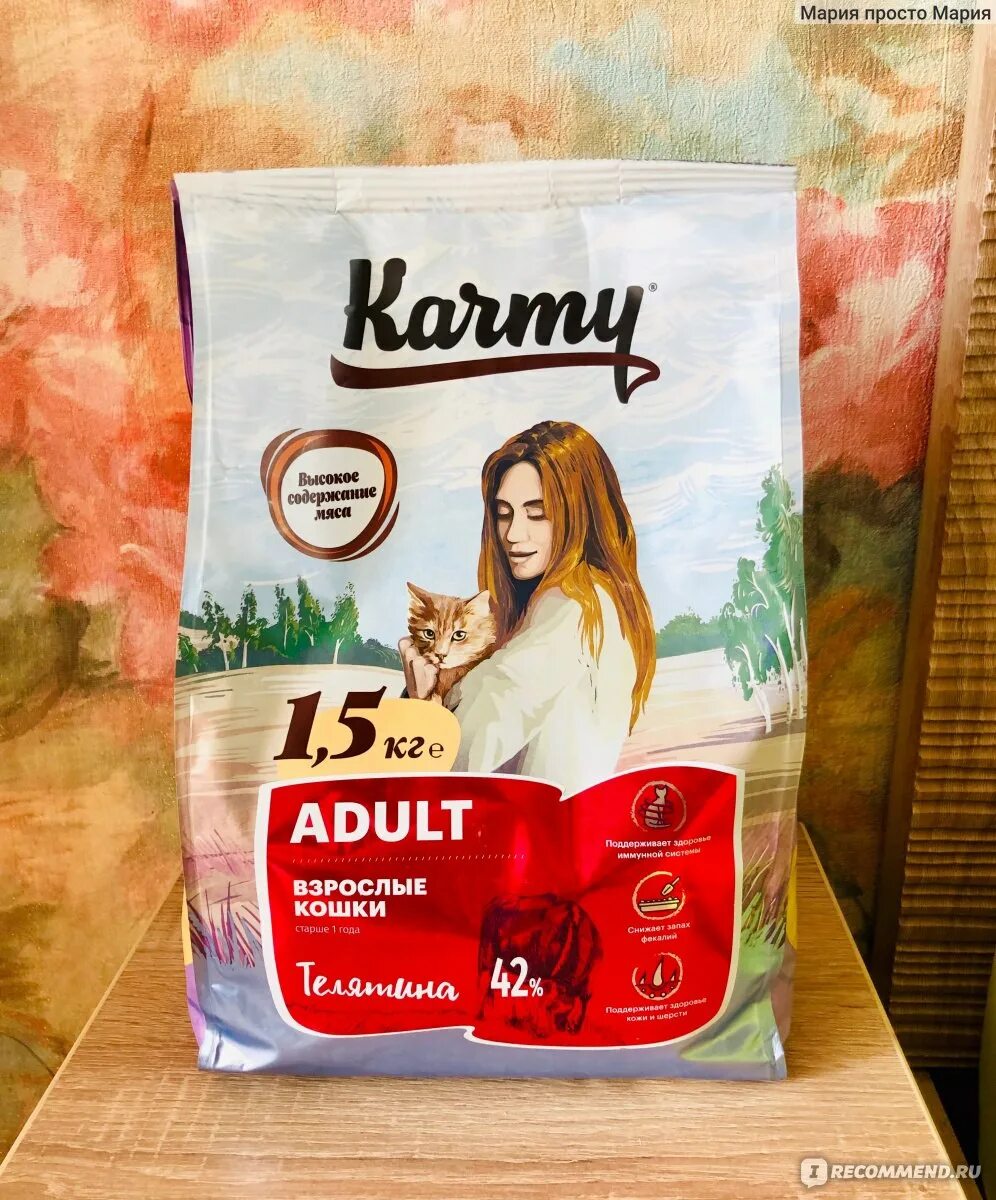 Мария просто Мария
Karmy®
Высокое
содержание
мяса
1,5 кг е
ADULT
ВЗРОСЛЫЕ
КОШКИ
старше 1 года
Телятина 42%
Поддерживает здоровье
иммунной системы
Снижает запах
фекалий
Поддерживает здоровье
кожи и шерсти
I RECOMMEND.RU